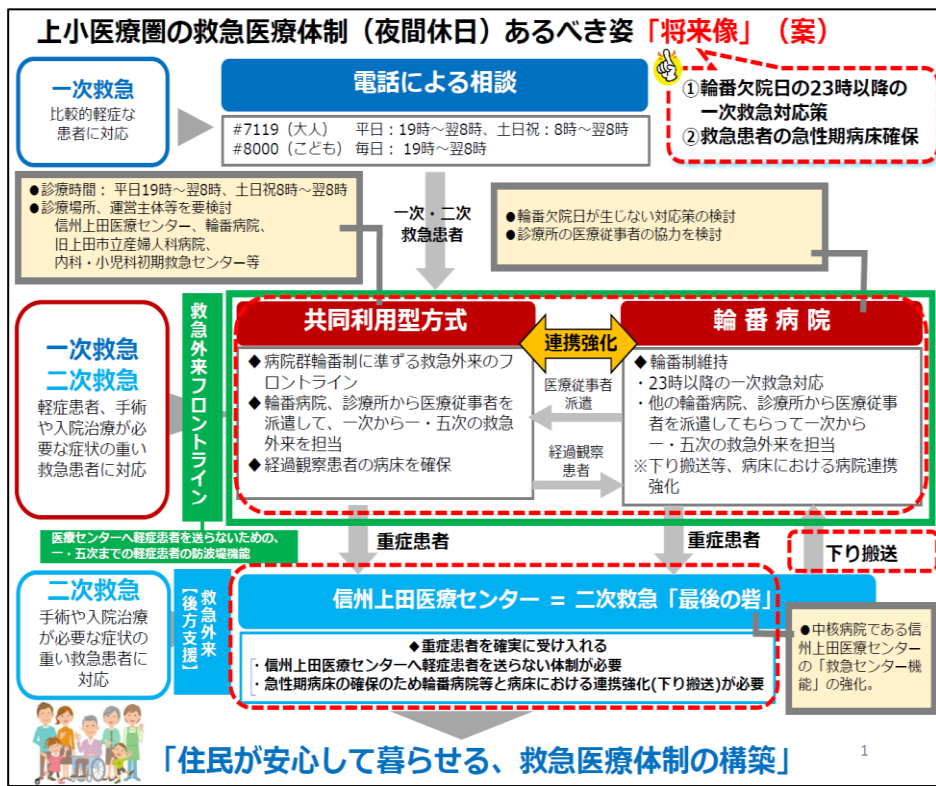 上小医療圏の救急医療体制（夜間休日）あるべき姿「将来像」（案）
一次救急
比較的軽症な
患者に対応
電話による相談
#7119（大人）　平日：19時～翌8時、土日祝：8時～翌8時
#8000（こども）　毎日：19時～翌8時
①輪番欠院日の23時以降の
一次救急対応策
②救急患者の急性期病床確保
●診療時間：平日19時～翌8時、土日祝8時～翌8時
●診療場所、運営主体等を要検討
信州上田医療センター、輪番病院、
旧上田市立産婦人科病院、
内科・小児科初期救急センター等
一次・二次
救急患者
●輪番欠院日が生じない対応策の検討
●診療所の医療従事者の協力を検討
一次救急
二次救急
軽症患者、手術
や入院治療が必
要な症状の重い
救急患者に対応
救急外来フロントライン
共同利用型方式
◆病院群輪番制に準ずる救急外来のフ
ロントライン
◆輪番病院、診療所から医療従事者を
派遣して、一次から一・五次の救急
外来を担当
◆経過観察患者の病床を確保
連携強化
医療従事者
派遣
経過観察
患者
輪番病院
◆輪番制維持
・23時以降の一次救急対応
・他の輪番病院、診療所から医療従事
者を派遣してもらって一次から
一・五次の救急外来を担当
※下り搬送等、病床における病院連携
強化
医療センターへ軽症患者を送らないための、
一・五次までの軽症患者の防波堤機能
重症患者
重症患者
下り搬送
二次救急
手術や入院治療
が必要な症状の
重い救急患者に
対応
救急外来
【後方支援】
信州上田医療センター = 二次救急「最後の砦」
◆重症患者を確実に受け入れる
・信州上田医療センターへ軽症患者を送らない体制が必要
・急性期病床の確保のため輪番病院等と病床における連携強化(下り搬送)が必要
●中核病院である信
州上田医療センター
の「救急センター機
能」の強化。
「住民が安心して暮らせる、救急医療体制の構築」
1